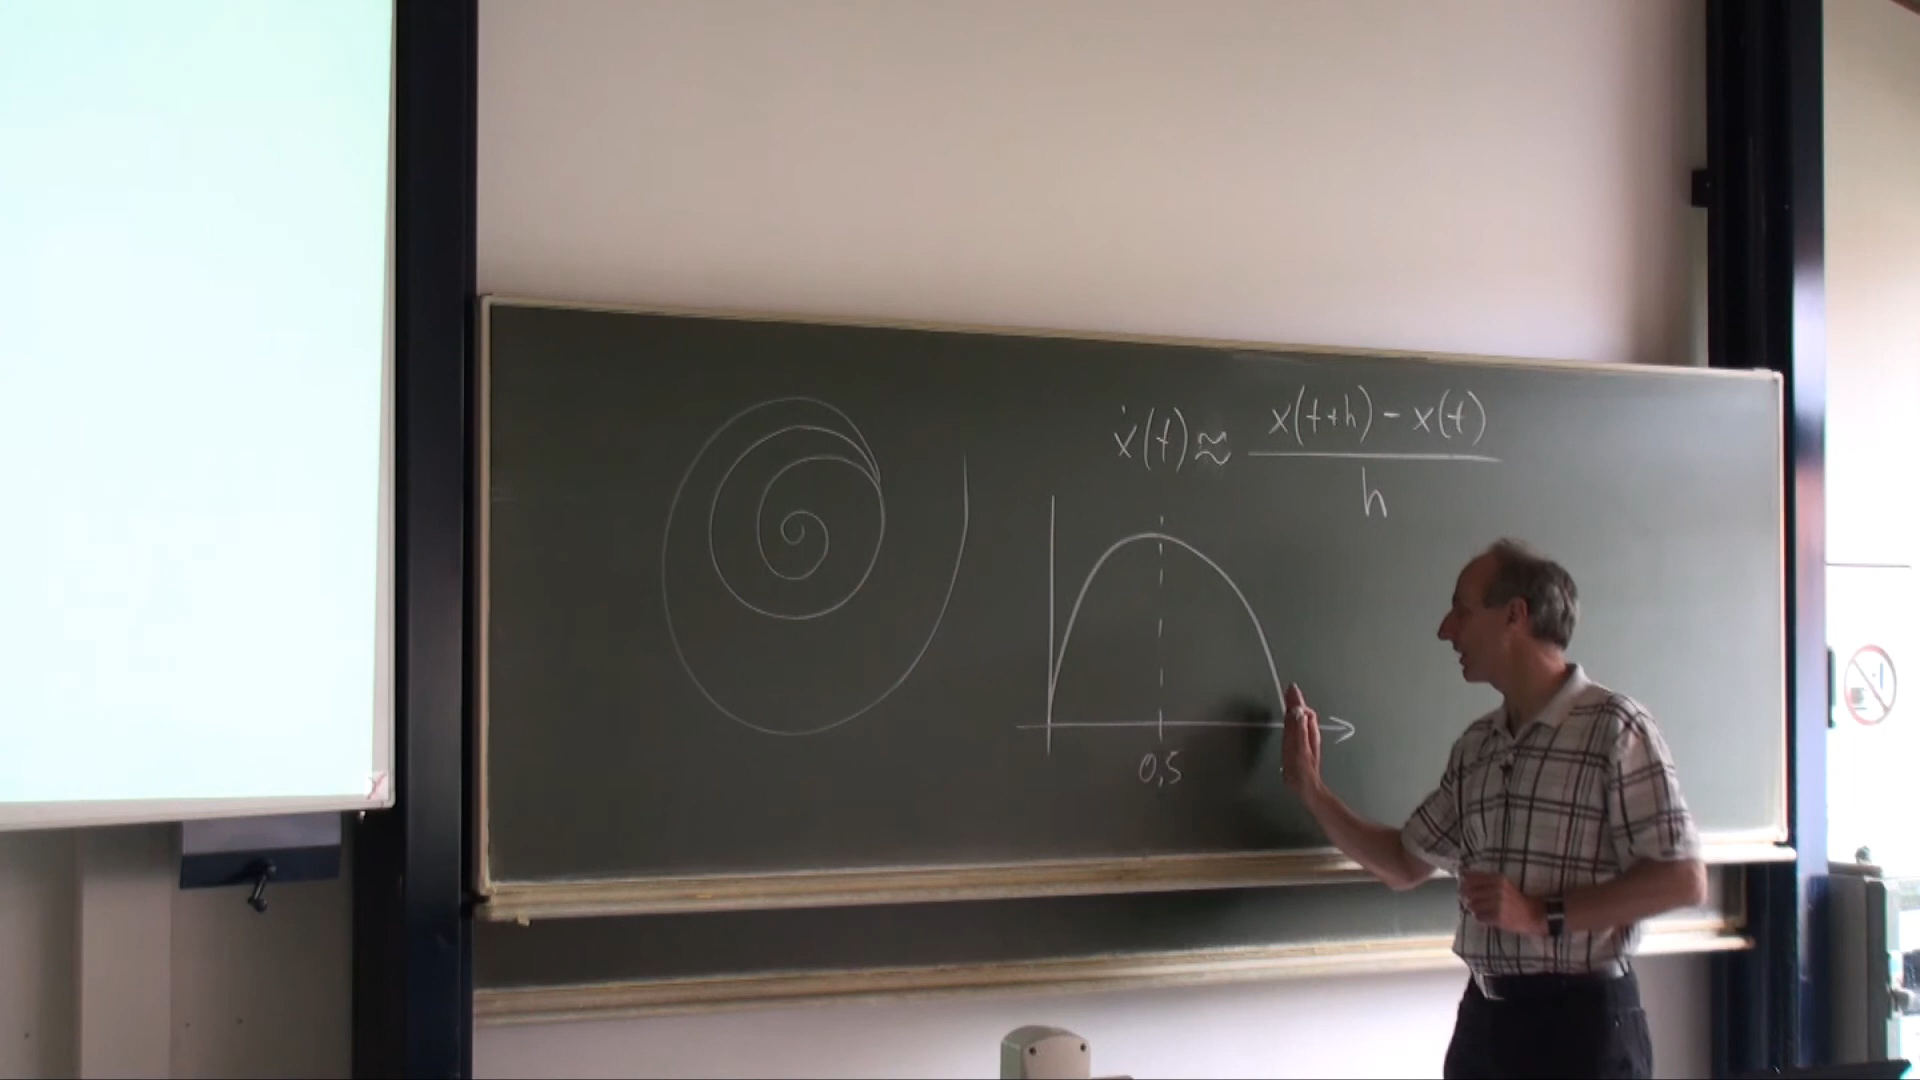 ẋ(t) ≈ x(t+h) - x(t)
h
0,5